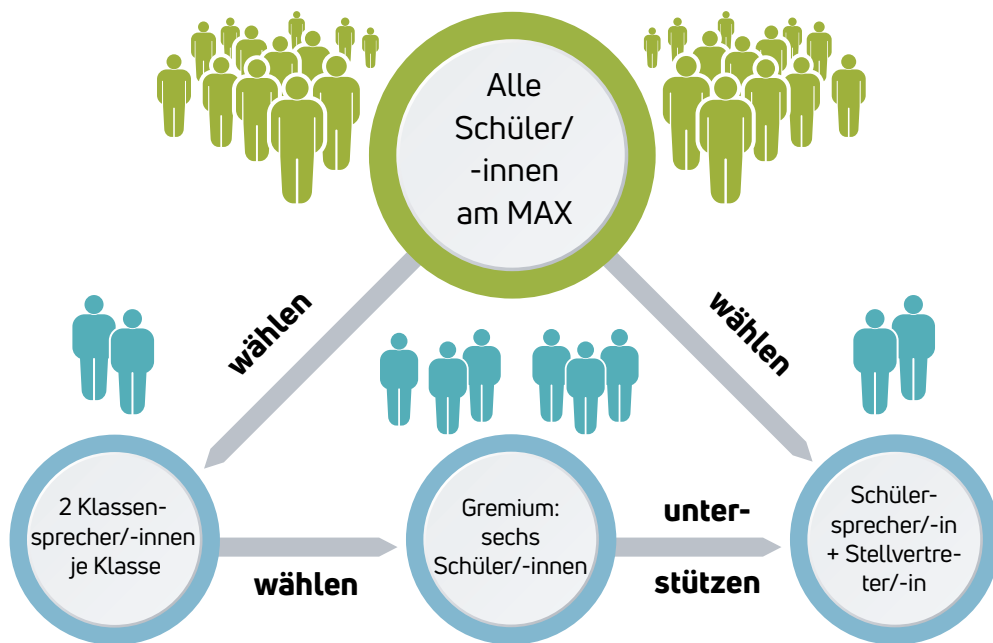 Alle
Schüler/
-innen
am MAX
wählen
wählen
2 Klassen-
sprecher/-innen
je Klasse
wählen
Gremium:
sechs
Schüler/-innen
unter-
stützen
Schüler-
sprecher/-in
+ Stellvertre-
ter/-in